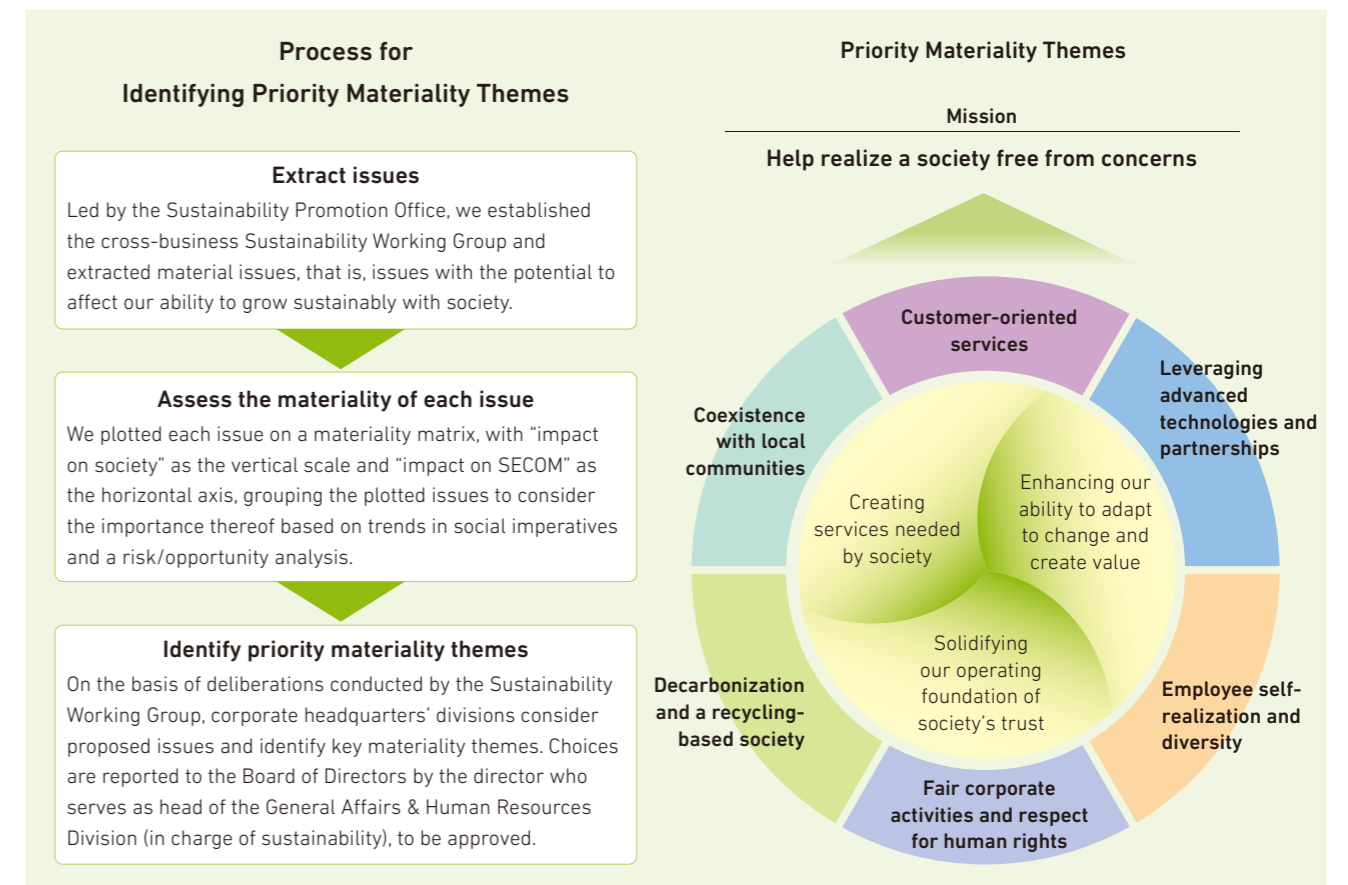 Process for
Identifying Priority Materiality Themes
Extract issues
Led by the Sustainability Promotion Office, we established
the cross-business Sustainability Working Group and
extracted material issues, that is, issues with the potential to
affect our ability to grow sustainably with society.
Assess the materiality of each issue
We plotted each issue on a materiality matrix, with “impact
on society” as the vertical scale and “impact on SECOM” as
the horizontal axis, grouping the plotted issues to consider
the importance thereof based on trends in social imperatives
and a risk/opportunity analysis.
Identify priority materiality themes
On the basis of deliberations conducted by the Sustainability
Working Group, corporate headquarters’ divisions consider
proposed issues and identify key materiality themes. Choices
are reported to the Board of Directors by the director who
serves as head of the General Affairs & Human Resources
Division (in charge of sustainability), to be approved.
Priority Materiality Themes
Mission
Help realize a society free from concerns
Customer-oriented
services
Leveraging
advanced
technologies and
partnerships
Employee self-
realization and
diversity
Fair corporate
activities and respect
for human rights
Decarbonization
and a recycling-
based society
Coexistence
with local
communities
Creating
services needed
by society
Enhancing our
ability to adapt
to change and
create value
Solidifying
our operating
foundation of
society’s trust